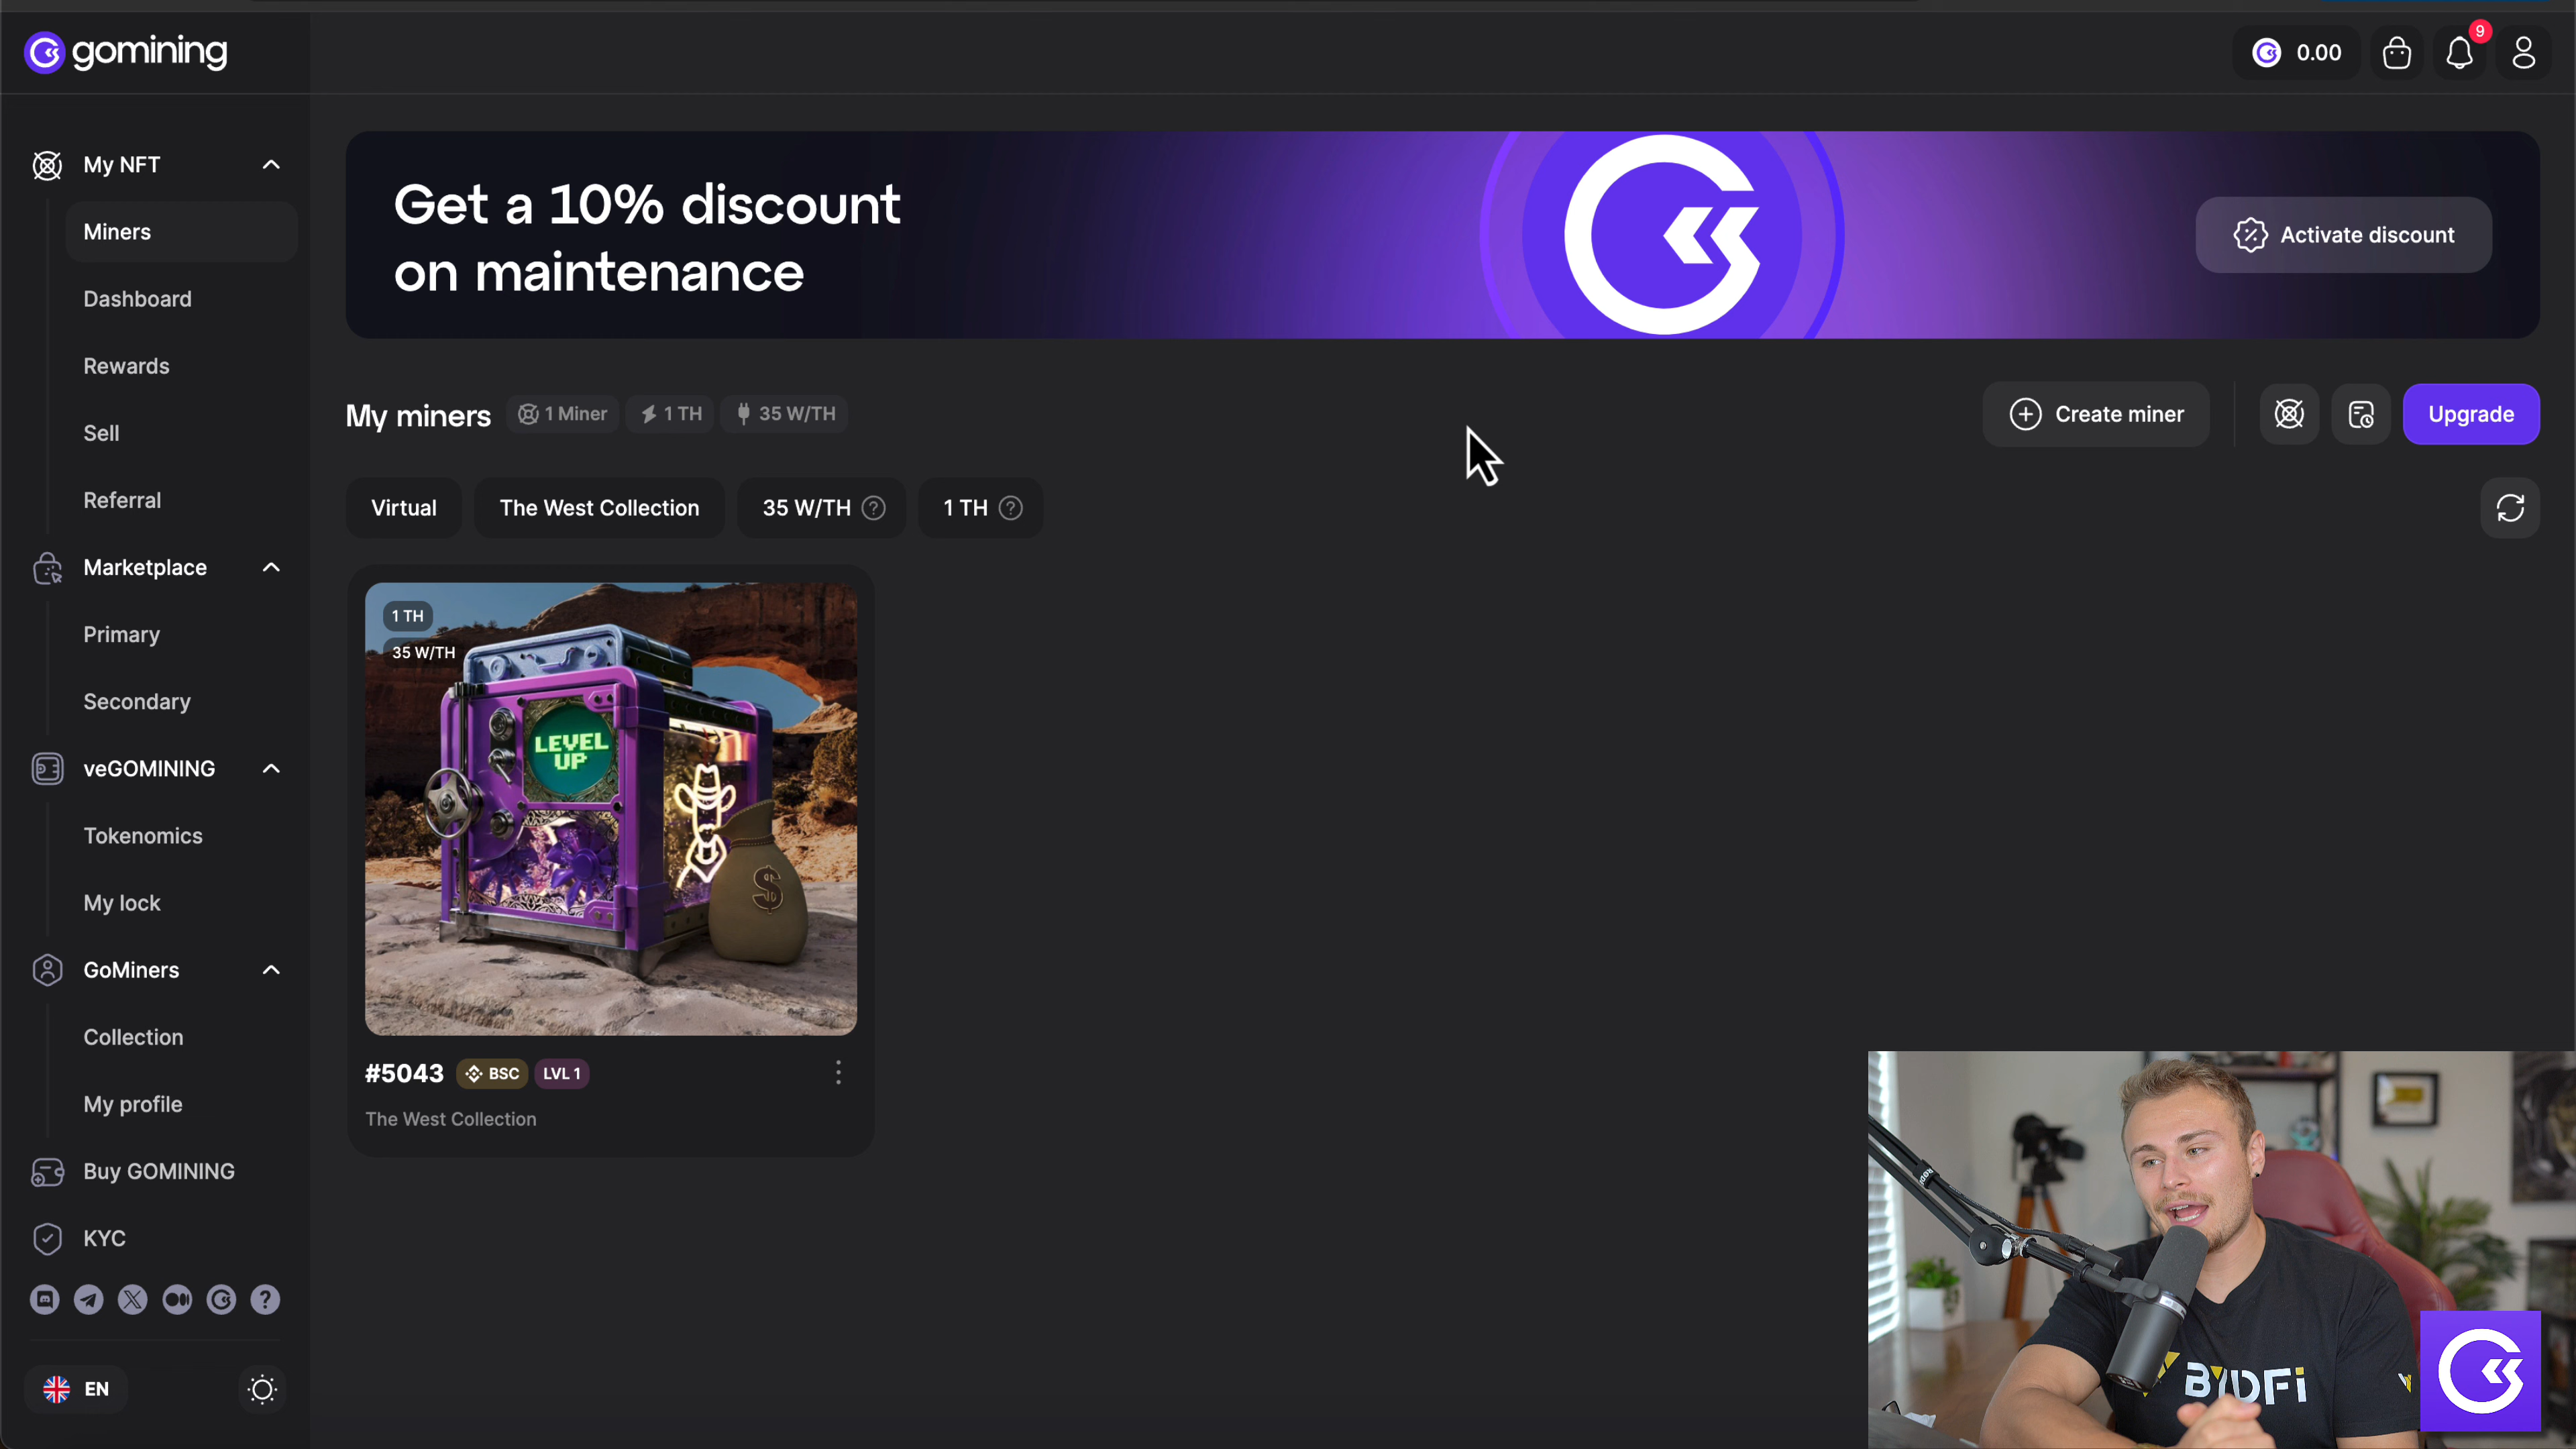 gomining
0.00
9
My NFT
Miners
Dashboard
Rewards
Sell
Referral
Marketplace
Primary
Secondary
veGOMINING
Tokenomics
My lock
GoMiners
Collection
My profile
Buy GOMINING
KYC
EN
Get a 10% discount
on maintenance
Activate discount
My miners
1 Miner
1 TH
35 W/TH
Create miner
Upgrade
Virtual
The West Collection
35 W/TH
1 TH
1 TH
35 W/TH
LEVEL
UP
$
#5043
BSC
LVL 1
The West Collection
BYDFi